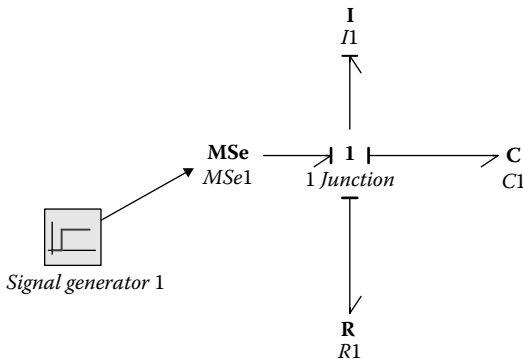 I
I1
MSe
MSe1
1
1 Junction
C
C1
Signal generator 1
R
R1